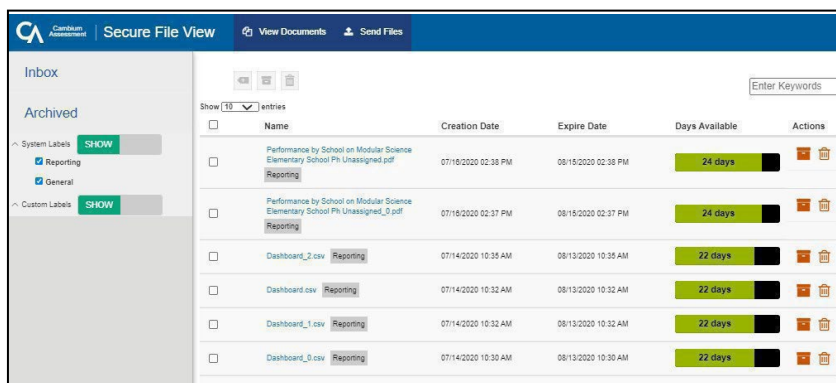 CA Cambium Assessment Secure File View View Documents Send Files
Inbox
Archived
System Labels SHOW
Reporting
General
Custom Labels SHOW
Enter Keywords
Show 10 entries
Name Creation Date Expire Date Days Available Actions
Performance by School on Modular Science
Elementary School Ph Unassigned.pdf
Reporting
07/16/2020 02:38 PM 08/15/2020 02:38 PM 24 days
Performance by School on Modular Science
Elementary School Ph Unassigned_0.pdf
Reporting
07/16/2020 02:37 PM 08/15/2020 02:37 PM 24 days
Dashboard_2.csv Reporting 07/14/2020 10:35 AM 08/13/2020 10:35 AM 22 days
Dashboard.csv Reporting 07/14/2020 10:32 AM 08/13/2020 10:32 AM 22 days
Dashboard_1.csv Reporting 07/14/2020 10:32 AM 08/13/2020 10:32 AM 22 days
Dashboard_0.csv Reporting 07/14/2020 10:30 AM 08/13/2020 10:30 AM 22 days